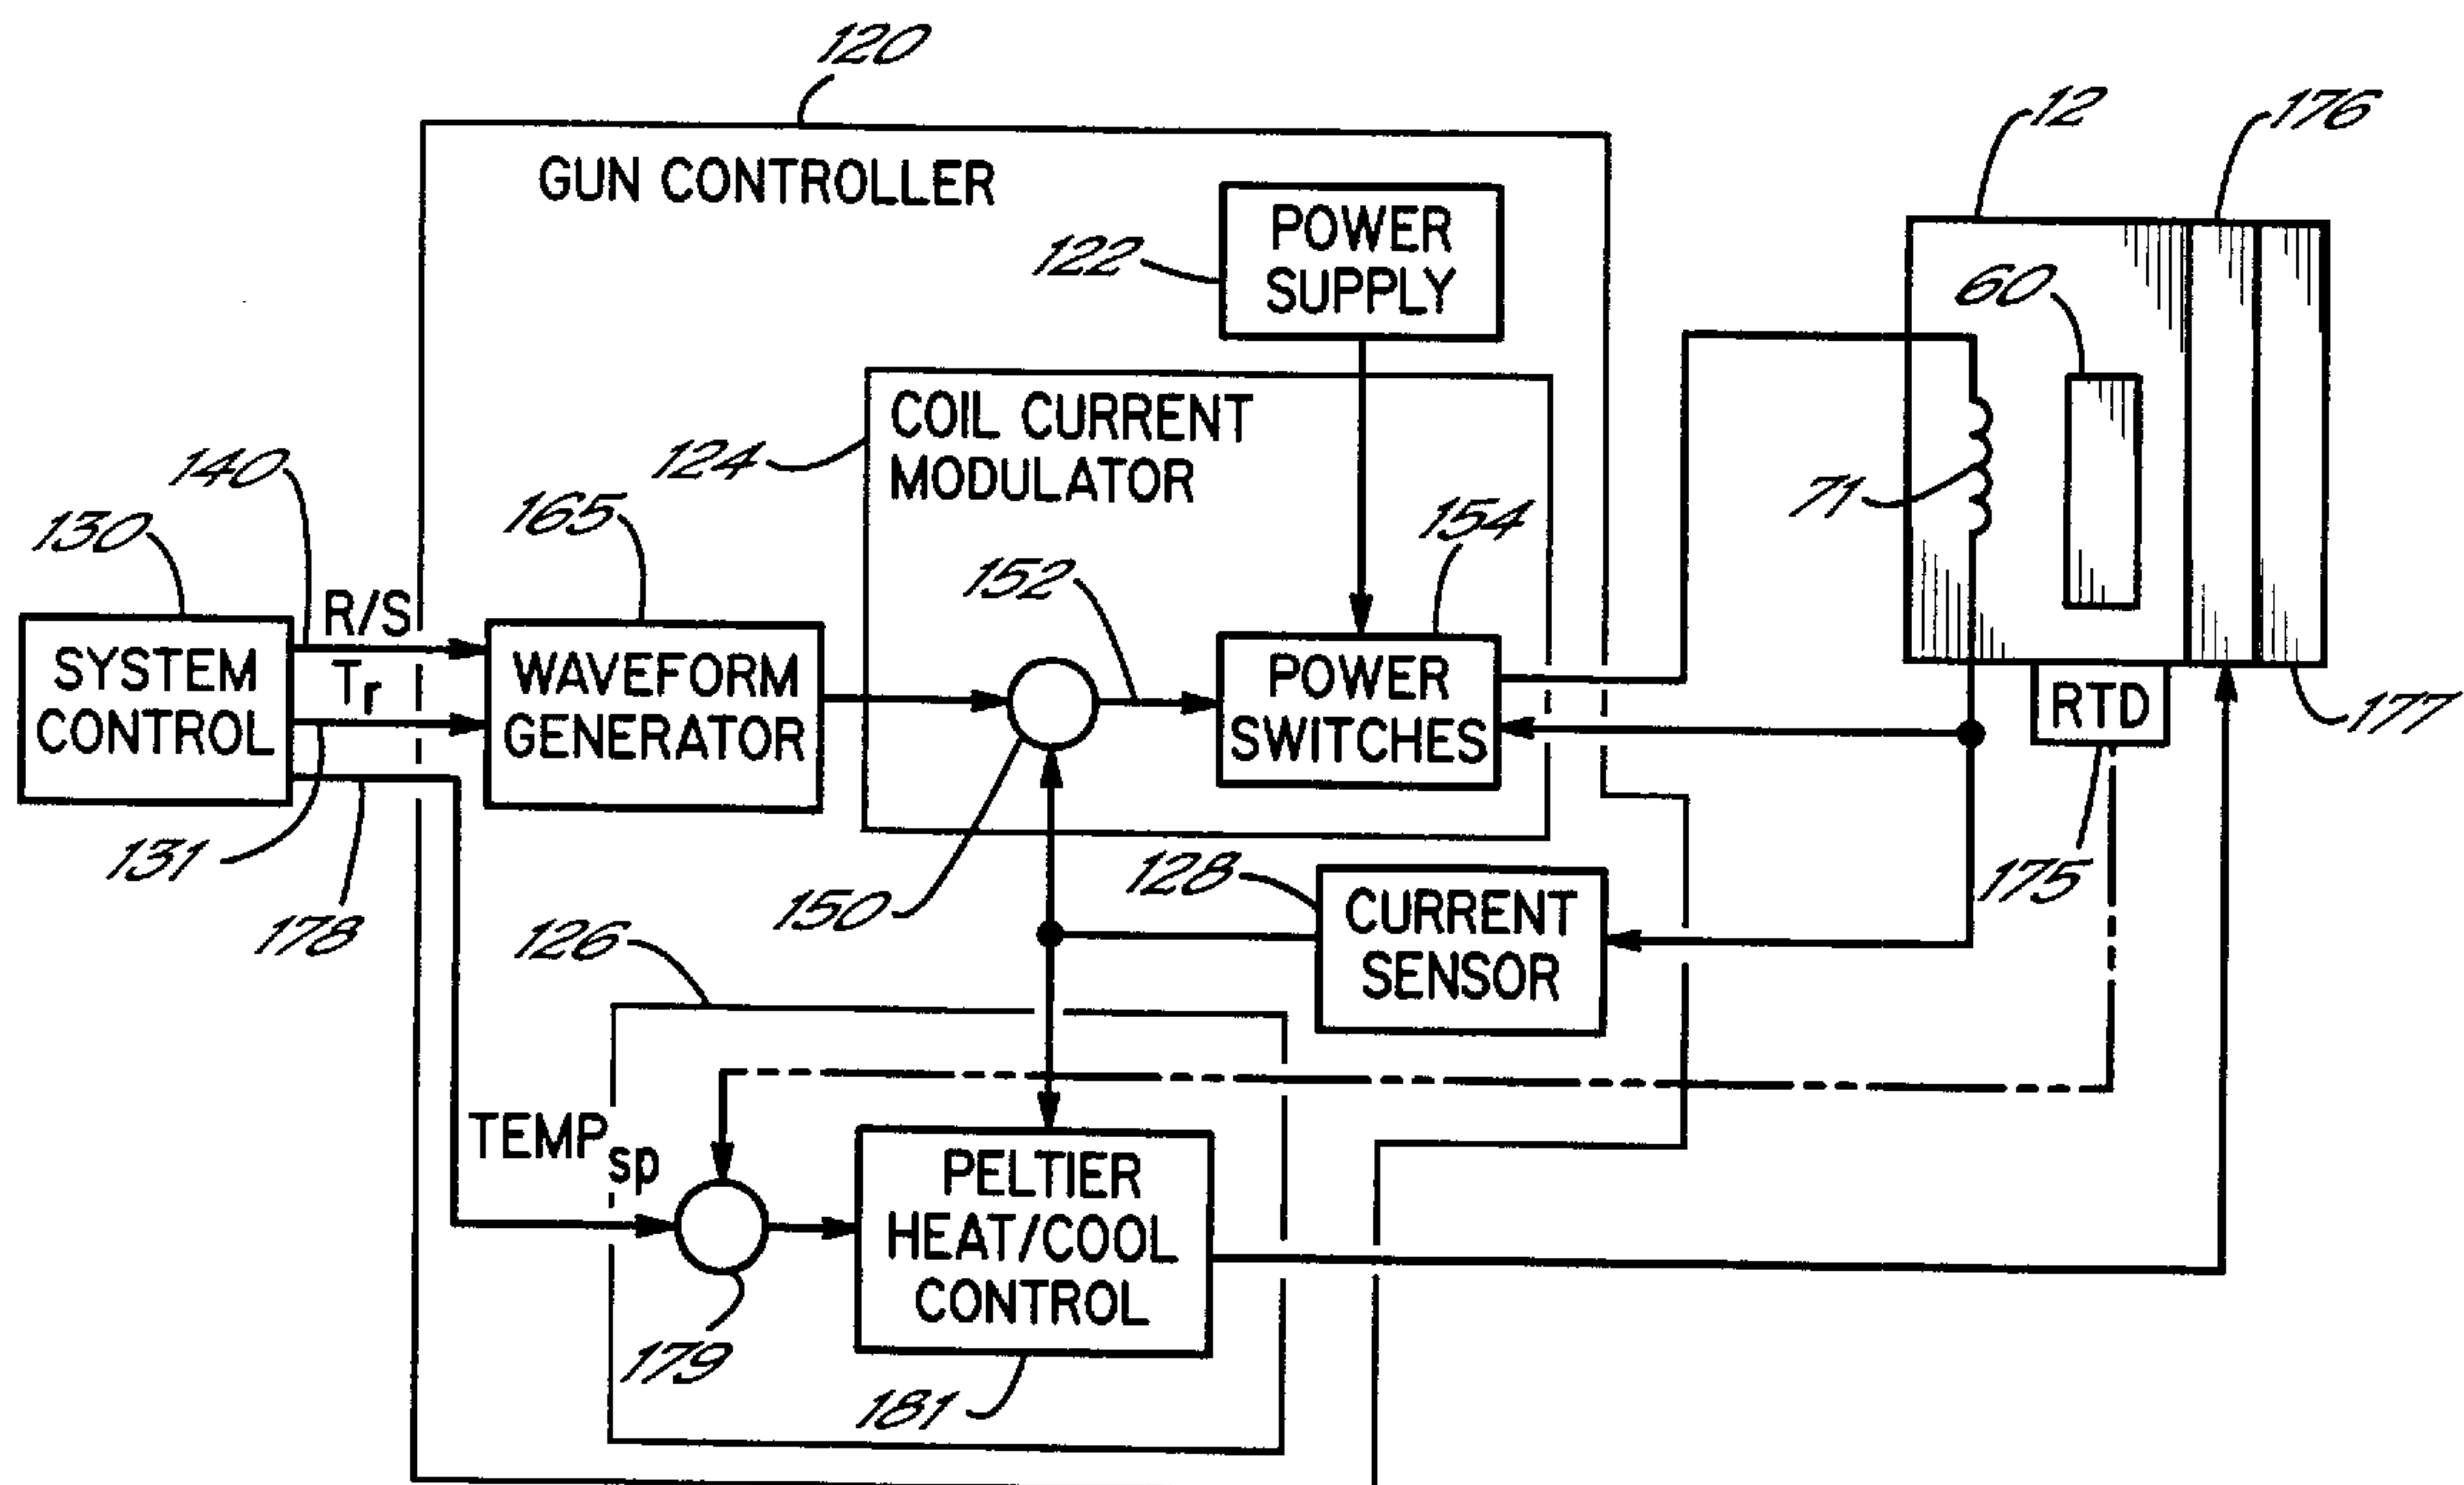 120
12
176
GUN CONTROLLER
122
POWER
SUPPLY
60
COIL CURRENT
MODULATOR
124
140
165
154
71
130
152
R/S
SYSTEM
CONTROL
Tr
WAVEFORM
GENERATOR
POWER
SWITCHES
RTD
177
131
178
150
128
CURRENT
SENSOR
175
126
TEMPsp
PELTIER
HEAT/COOL
CONTROL
179
181